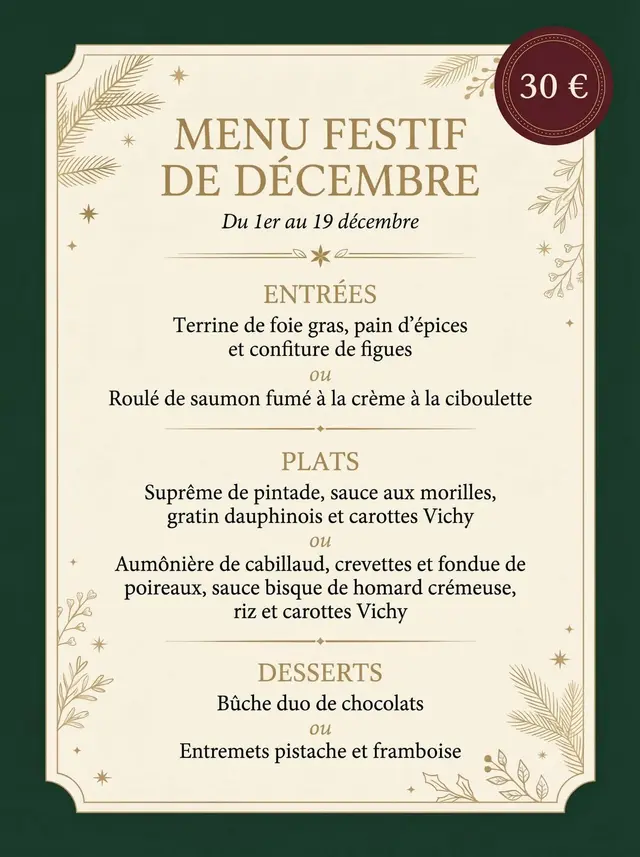 30 €
MENU FESTIF
DE DÉCEMBRE
Du 1er au 19 décembre
ENTRÉES
Terrine de foie gras, pain d’épices
et confiture de figues
ou
Roulé de saumon fumé à la crème à la ciboulette
PLATS
Suprême de pintade, sauce aux morilles,
gratin dauphinois et carottes Vichy
ou
Aumônière de cabillaud, crevettes et fondue de
poireaux, sauce bisque de homard crémeuse,
riz et carottes Vichy
DESSERTS
Bûche duo de chocolats
ou
Entremets pistache et framboise